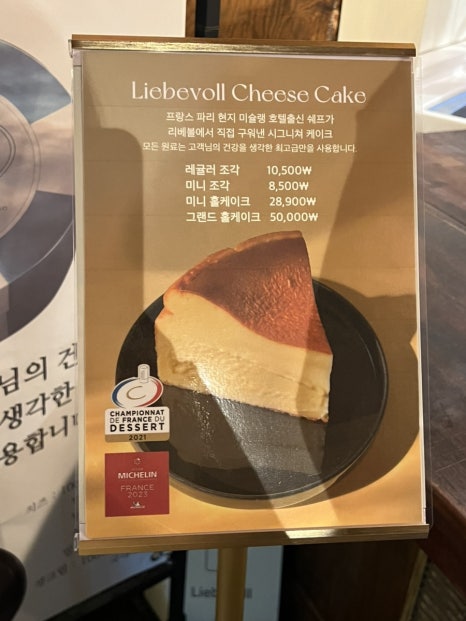 Liebevoll Cheese Cake
프랑스 파리 현지 미슐랭 호텔출신 쉐프가
리베볼에서 직접 구워낸 시그니쳐 케이크
모든 원료는 고객님의 건강을 생각한 최고급만을 사용합니다.
레귤러 조각 10,500₩
미니 조각 8,500₩
미니 홀케이크 28,900₩
그랜드 홀케이크 50,000₩
CHAMPIONNAT
DE FRANCE DU
DESSERT
2021
MICHELIN
FRANCE
2023
님의 건
생각한
용합니